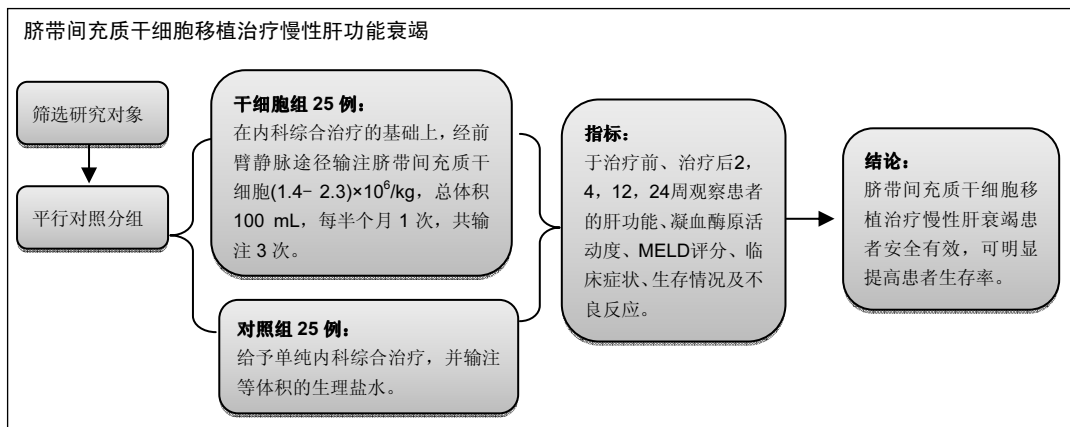 脐带间充质干细胞移植治疗慢性肝功能衰竭
筛选研究对象
平行对照分组
干细胞组 25 例：
在内科综合治疗的基础上，经前
臂静脉途径输注脐带间充质干
细胞(1.4− 2.3)×10⁶/kg，总体积
100 mL，每半个月 1 次，共输
注 3 次。
对照组 25 例：
给予单纯内科综合治疗，并输注
等体积的生理盐水。
指标：
于治疗前、治疗后2，
4，12，24周观察患者
的肝功能、凝血酶原活
动度、MELD评分、临
床症状、生存情况及不
良反应。
结论：
脐带间充质干细胞移
植治疗慢性肝衰竭患
者安全有效，可明显
提高患者生存率。